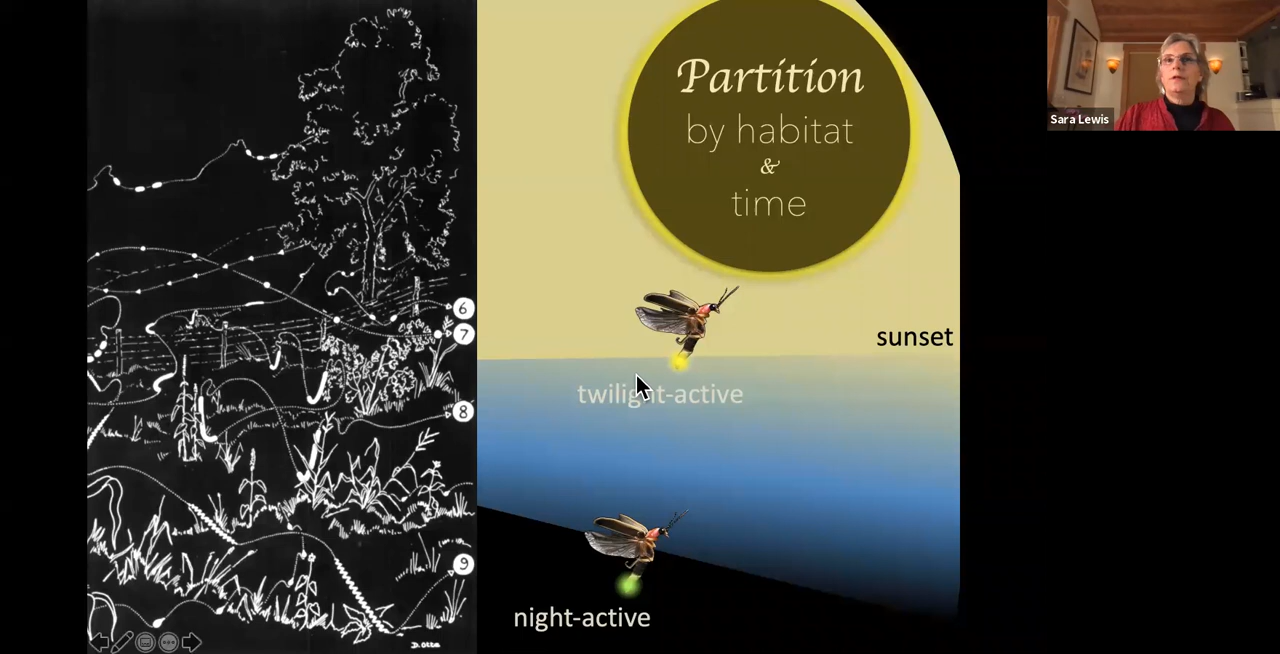 Partition
by habitat
&
time
Sara Lewis
sunset
twilight-active
night-active
6
7
8
9
D. Otte